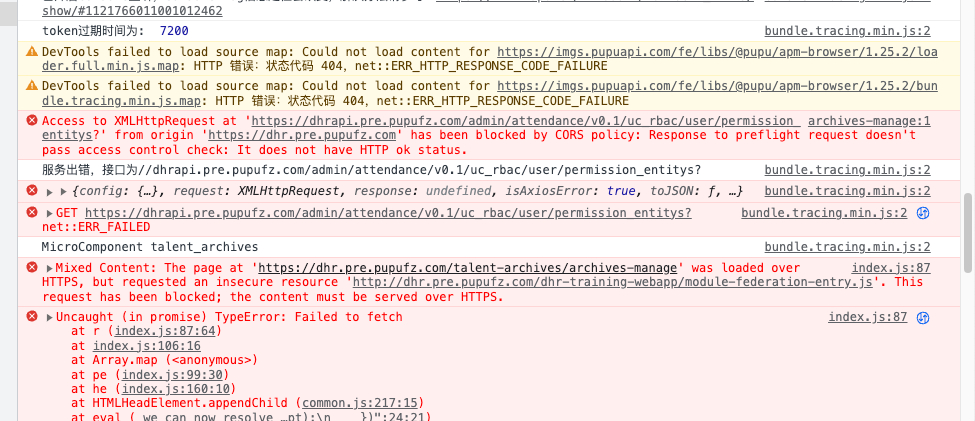 show/#1121766011001012462
token过期时间为: 7200 bundle.tracing.min.js:2
DevTools failed to load source map: Could not load content for https://imgs.pupuapi.com/fe/libs/@pupu/apm-browser/1.25.2/loa
der.full.min.js.map: HTTP 错误: 状态代码 404, net::ERR_HTTP_RESPONSE_CODE_FAILURE
DevTools failed to load source map: Could not load content for https://imgs.pupuapi.com/fe/libs/@pupu/apm-browser/1.25.2/bun
dle.tracing.min.js.map: HTTP 错误: 状态代码 404, net::ERR_HTTP_RESPONSE_CODE_FAILURE
Access to XMLHttpRequest at 'https://dhrapi.pre.pupufz.com/admin/attendance/v0.1/uc_rbac/user/permission_ archives-manage:1
entitys?' from origin 'https://dhr.pre.pupufz.com' has been blocked by CORS policy: Response to preflight request doesn't
pass access control check: It does not have HTTP ok status.
服务出错，接口为//dhrapi.pre.pupufz.com/admin/attendance/v0.1/uc_rbac/user/permission_entitys? bundle.tracing.min.js:2
{config: {…}, request: XMLHttpRequest, response: undefined, isAxiosError: true, toJSON: ƒ, …} bundle.tracing.min.js:2
GET https://dhrapi.pre.pupufz.com/admin/attendance/v0.1/uc_rbac/user/permission_entitys? bundle.tracing.min.js:2
net::ERR_FAILED
MicroComponent talent_archives bundle.tracing.min.js:2
Mixed Content: The page at 'https://dhr.pre.pupufz.com/talent-archives/archives-manage' was loaded over index.js:87
HTTPS, but requested an insecure resource 'http://dhr.pre.pupufz.com/dhr-training-webapp/module-federation-entry.js'. This
request has been blocked; the content must be served over HTTPS.
Uncaught (in promise) TypeError: Failed to fetch index.js:87
at r (index.js:87:64)
at index.js:106:16
at Array.map (<anonymous>)
at pe (index.js:99:30)
at he (index.js:160:10)
at HTMLHeadElement.appendChild (common.js:217:15)
at eval ( we can now resolve …pt);\n })":24:21)